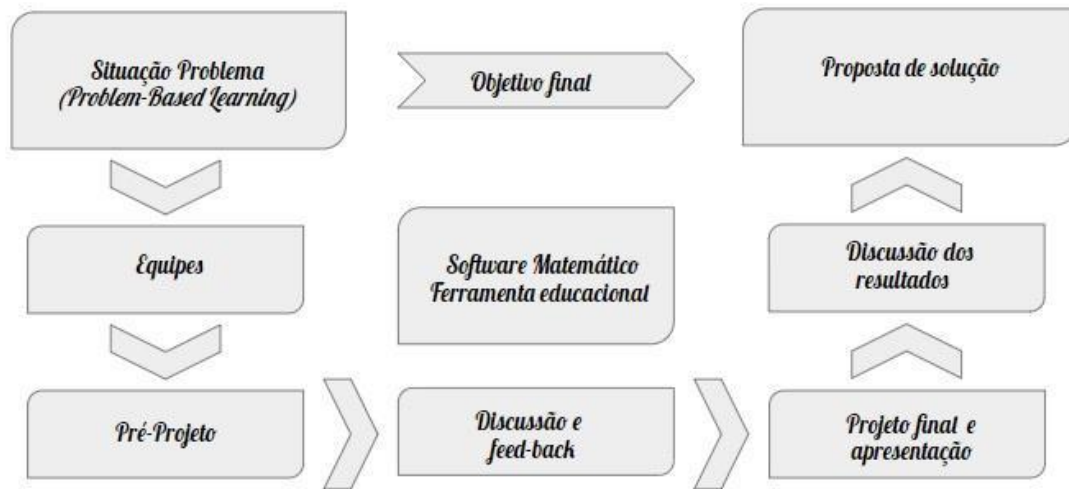 Situação Problema
(Problem-Based Learning)
Objetivo final
Proposta de solução
Equipes
Software Matemático
Ferramenta educacional
Discussão dos
resultados
Pré-Projeto
Discussão e
feed-back
Projeto final e
apresentação